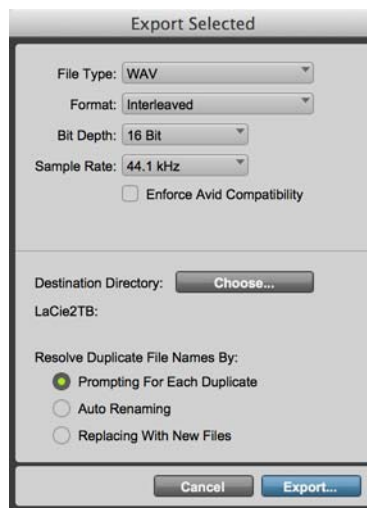 Export Selected
File Type: WAV
Format: Interleaved
Bit Depth: 16 Bit
Sample Rate: 44.1 kHz
Enforce Avid Compatibility
Destination Directory: Choose...
LaCie2TB:
Resolve Duplicate File Names By:
Prompting For Each Duplicate
Auto Renaming
Replacing With New Files
Cancel Export...